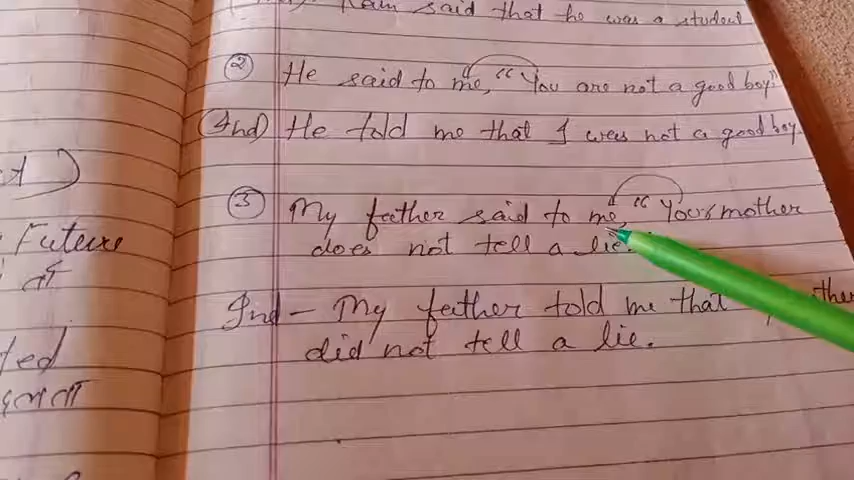 Ram said that he was a student
② He said to me, "You are not a good boy"
(Ind) He told me that I was not a good boy.
③ My father said to me, "Your mother
does not tell a lie.
Ind - My father told me that
did not tell a lie.
Future